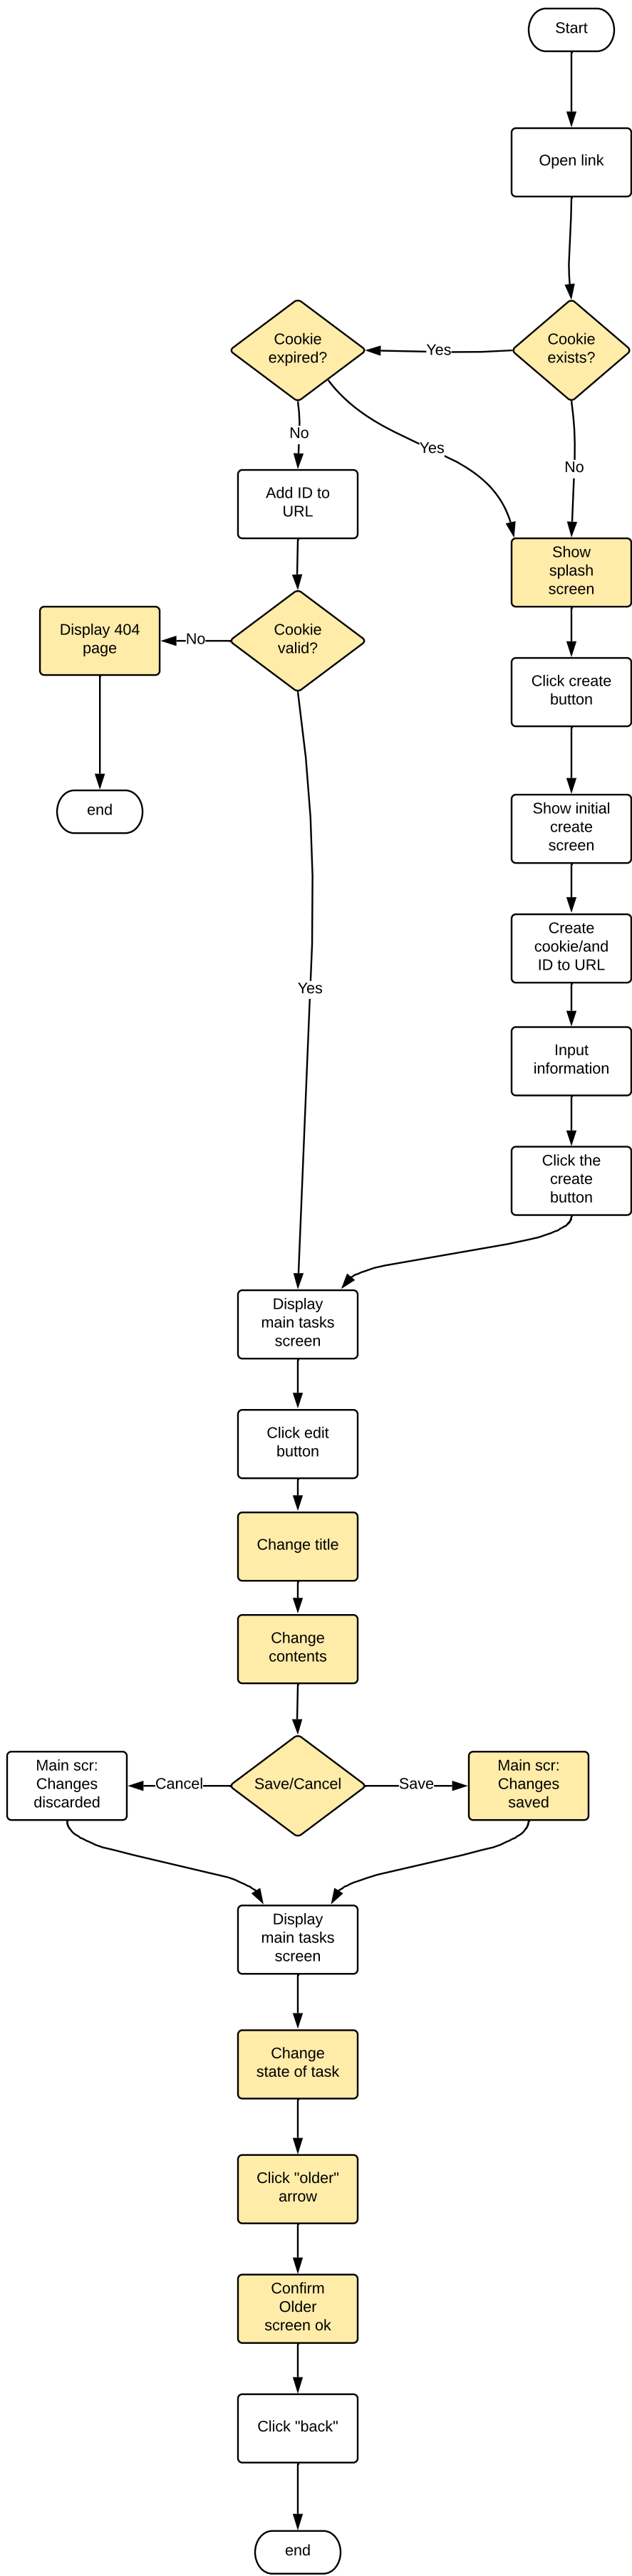 Start
Open link
Cookie
expired?
Yes
Cookie
exists?
No
Yes
No
Add ID to
URL
Show
splash
screen
Display 404
page
No
Cookie
valid?
Click create
button
end
Show initial
create
screen
Create
cookie/and
ID to URL
Yes
Input
information
Click the
create
button
Display
main tasks
screen
Click edit
button
Change title
Change
contents
Main scr:
Changes
discarded
Cancel
Save/Cancel
Save
Main scr:
Changes
saved
Display
main tasks
screen
Change
state of task
Click "older"
arrow
Confirm
Older
screen ok
Click "back"
end